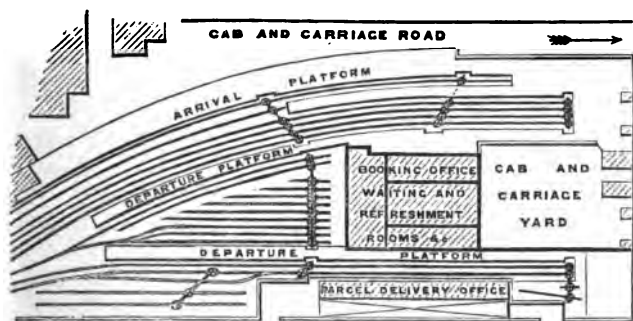 CAB AND CARRIAGE ROAD
ARRIVAL PLATFORM
DEPARTURE PLATFORM
BOOKING OFFICE
WAITING AND
REFRESHMENT
ROOMS &c
CAB AND
CARRIAGE
YARD
DEPARTURE PLATFORM
PARCEL DELIVERY OFFICE